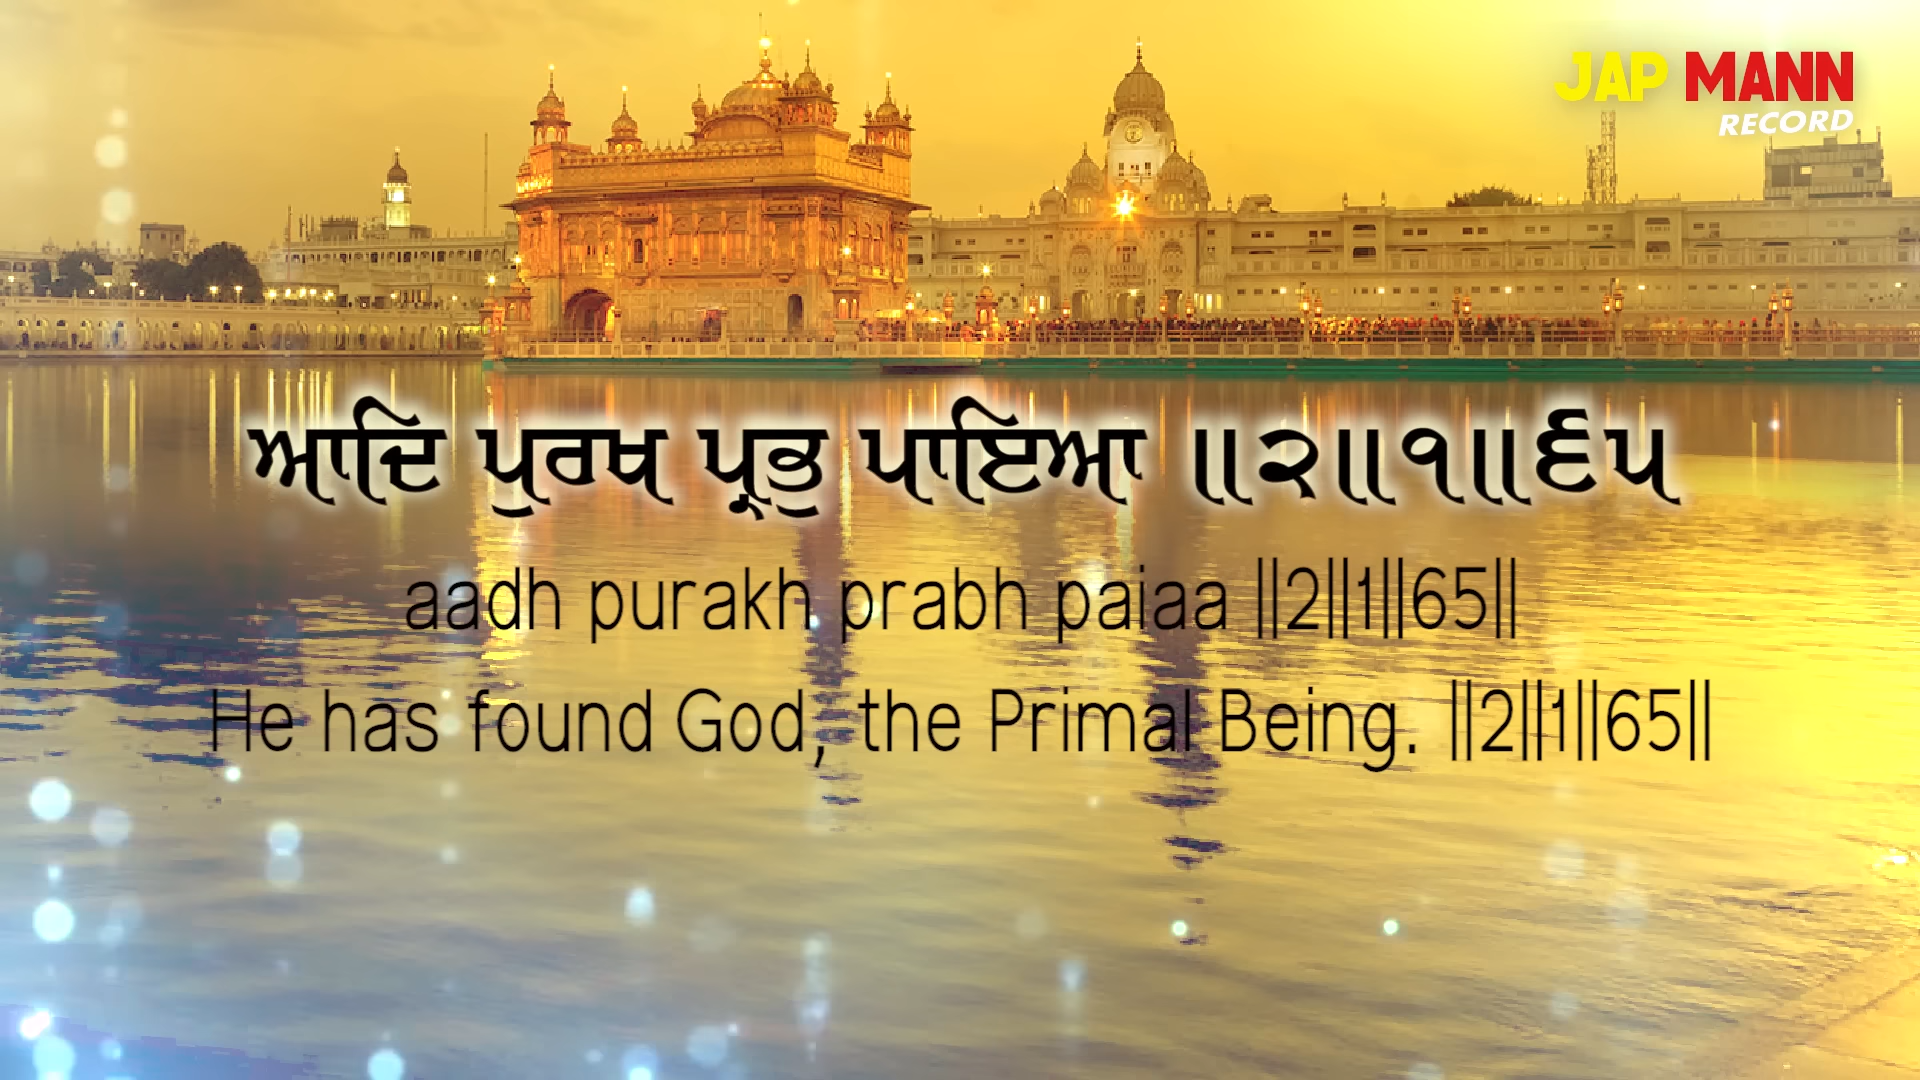 JAP MANN
RECORD
ਆਦਿ ਪੁਰਖ ਪ੍ਰਭੁ ਪਾਇਆ ॥੨॥੧॥੬੫
aadh purakh prabh paiaa ||2||1||65||
He has found God, the Primal Being. ||2||1||65||